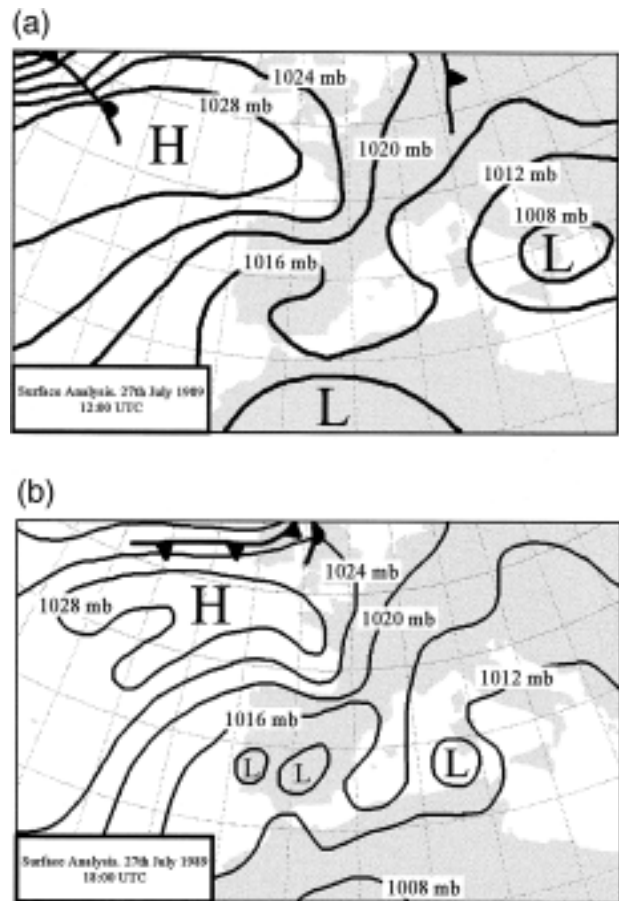 (a)
1024 mb
1028 mb
H
1020 mb
1012 mb
1008 mb
L
1016 mb
Surface Analysis. 27th July 1989
12:00 UTC
L
(b)
1024 mb
1028 mb
H
1020 mb
1012 mb
1016 mb
L
L
L
Surface Analysis. 27th July 1989
18:00 UTC
1008 mb